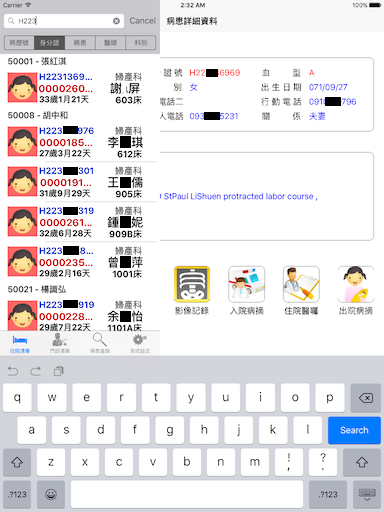 Carrier
2:32 AM
100%
H223
Cancel
病患詳細資料
病歷號 身分證 病患 醫師 科別
50001 - 張紅淇
H2231369...
婦產科
0000260...
謝 屏
33歲1月21天
603床
50008 - 胡中和
H223 976
婦產科
0000185...
李 琪
27歲3月22天
612床
H223 301
婦產科
0000191...
王 儒
31歲9月29天
905床
H223 319
婦產科
0000261...
鍾 妮
32歲6月28天
909B床
H223 8...
婦產科
0000235...
曾 萍
29歲2月16天
1001床
50021 - 楊識弘
H223 919
婦產科
0000228...
余 怡
27歲7月22天
1101A床
證號 H22 6969 血型 A
別 女 出生日期 071/09/27
電話二 行動電話 091 796
人電話 093 5231 關係 夫妻
StPaul LiShuen protracted labor course ,
影像記錄 入院病摘 住院醫囑 出院病摘
住院清單 門診清單 病患查詢 系統設定
q w e r t y u i o p
a s d f g h j k l Search
z x c v b n m ! , ? .
.?123 .?123